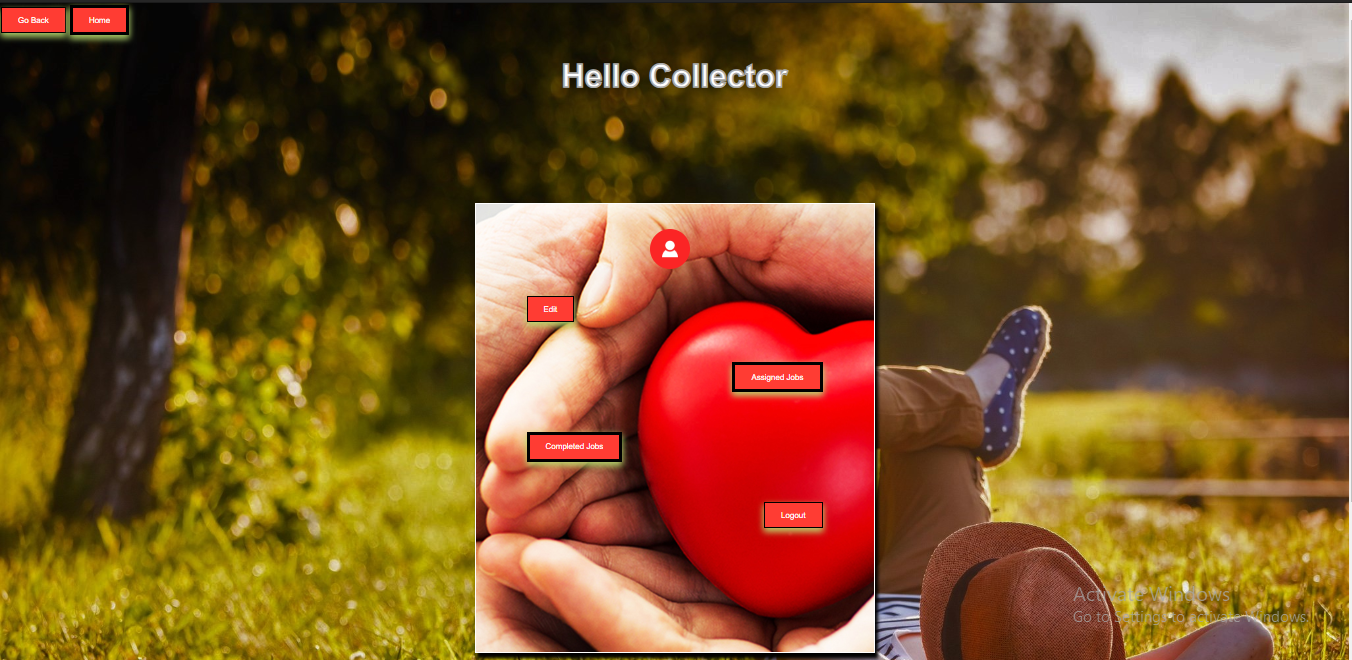 Go Back
Home
Hello Collector
Edit
Assigned Jobs
Completed Jobs
Logout
Activate Windows
Go to Settings to activate Windows.